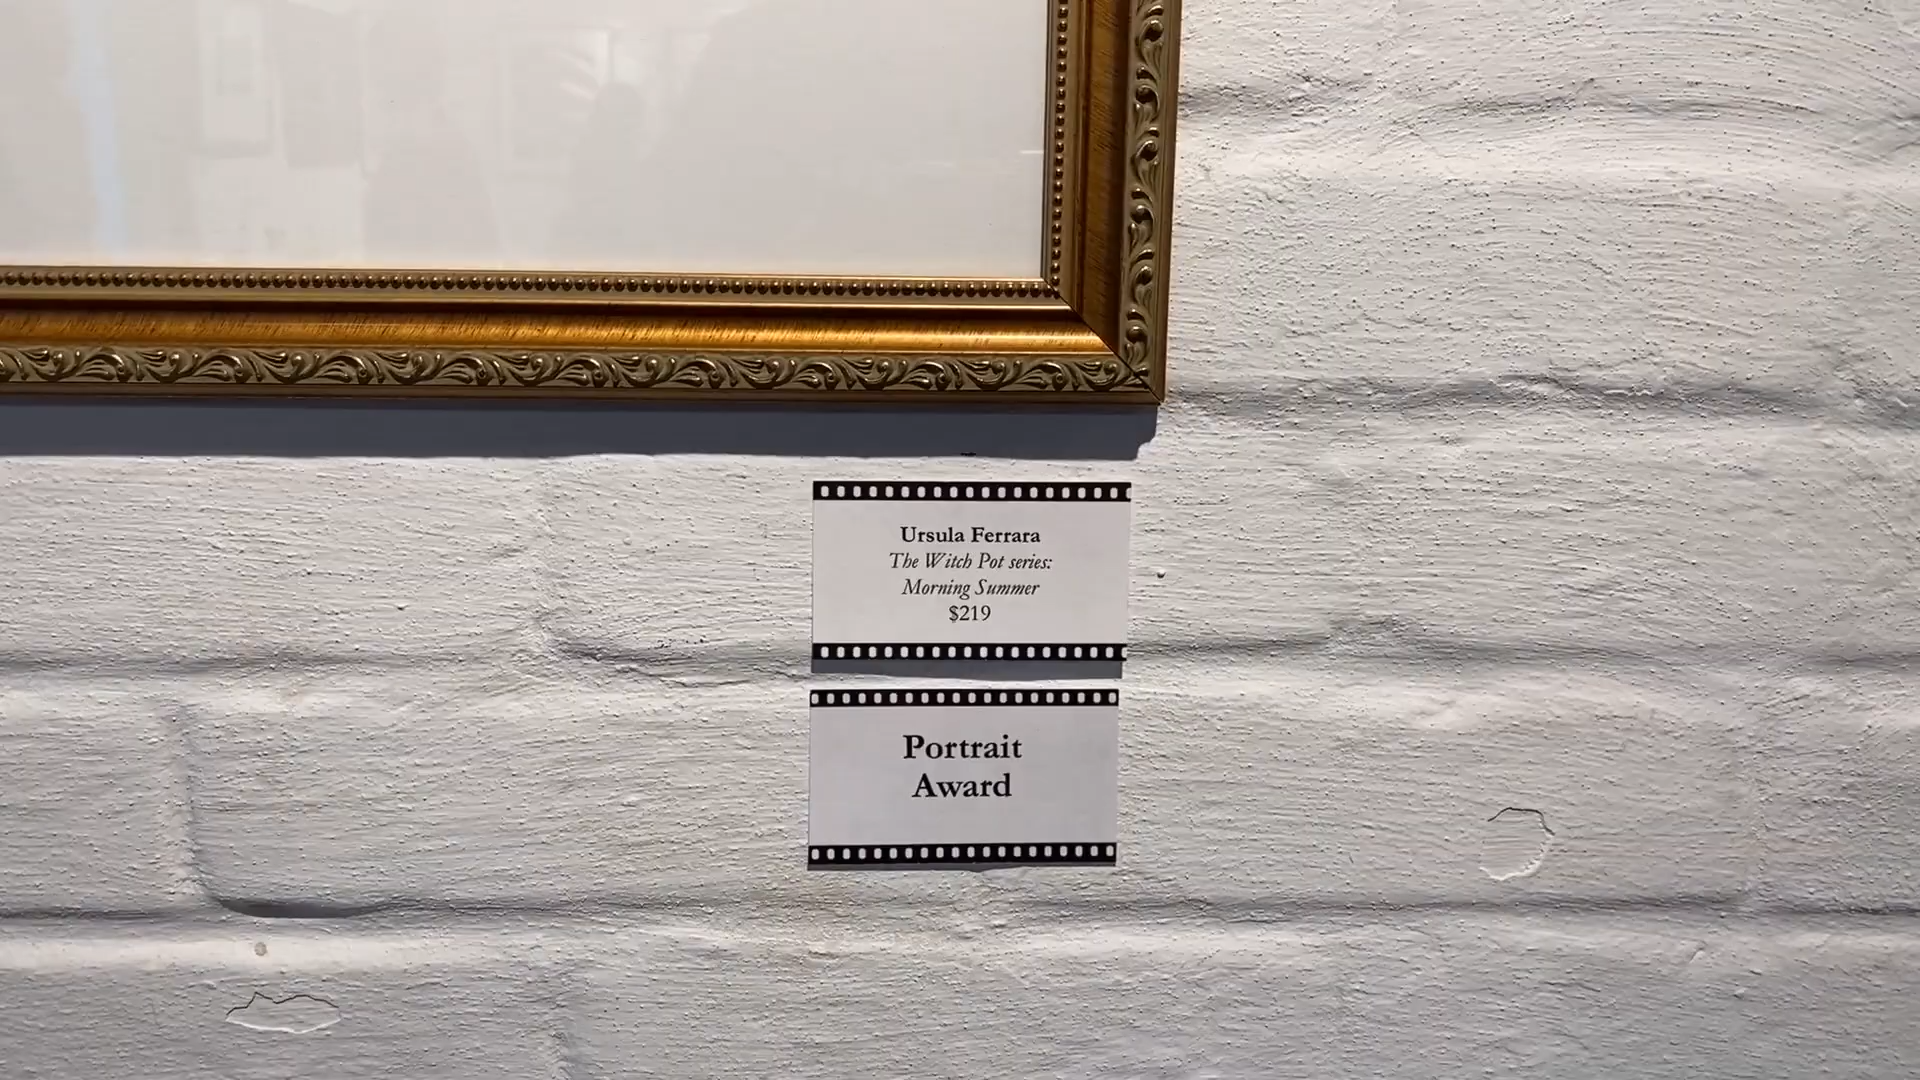 Ursula Ferrara
The Witch Pot series:
Morning Summer
$219
Portrait
Award